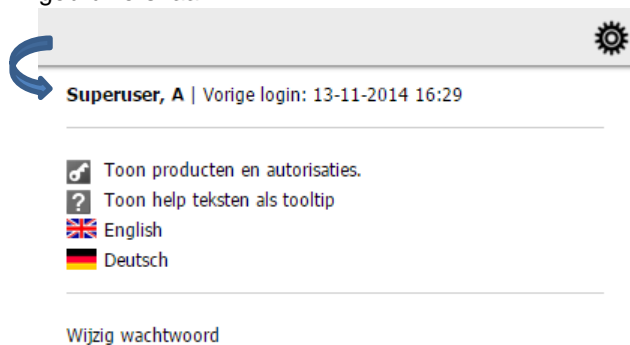 Superuser, A | Vorige login: 13-11-2014 16:29
Toon producten en autorisaties.
Toon help teksten als tooltip
English
Deutsch
Wijzig wachtwoord